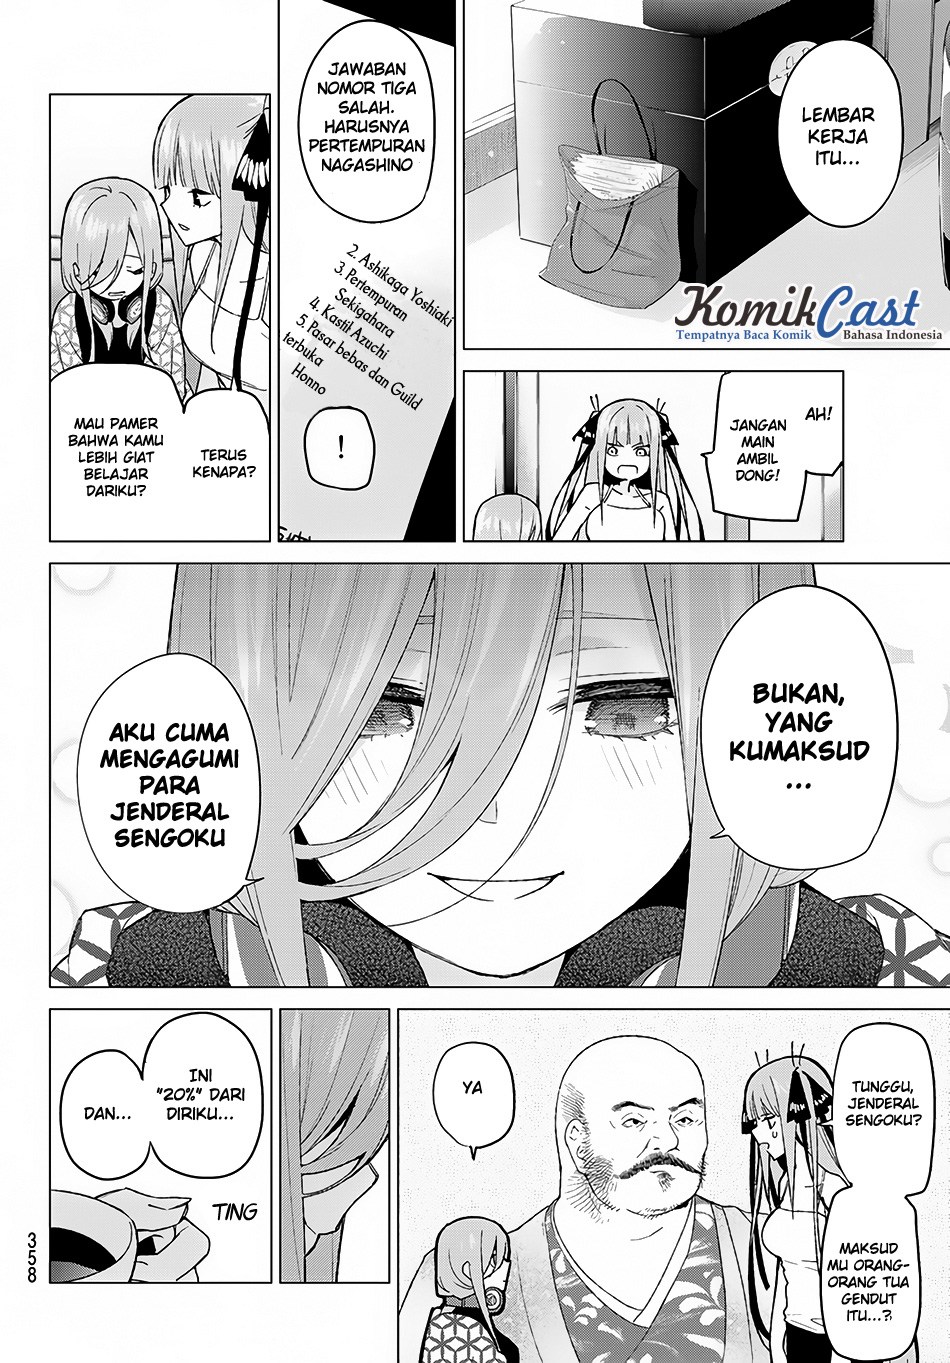 LEMBAR
KERJA
ITU...
KomikCast
Tempatnya Baca Komik Bahasa Indonesia
AH!
JANGAN
MAIN
AMBIL
DONG!
JAWABAN
NOMOR TIGA
SALAH.
HARUSNYA
PERTEMPURAN
NAGASHINO
2. Ashikaga Yoshiaki
3. Pertempuran
Sekigahara
4. Kastil Azuchi
5. Pasar bebas dan Guild
terbuka
Honno
!
TERUS
KENAPA?
MAU PAMER
BAHWA KAMU
LEBIH GIAT
BELAJAR
DARIKU?
BUKAN,
YANG
KUMAKSUD
...
AKU CUMA
MENGAGUMI
PARA
JENDERAL
SENGOKU
TUNGGU,
JENDERAL
SENGOKU?
MAKSUD
MU ORANG-
ORANG TUA
GENDUT
ITU...?
YA
INI
"20%" DARI
DIRIKU...
DAN...
TING
358